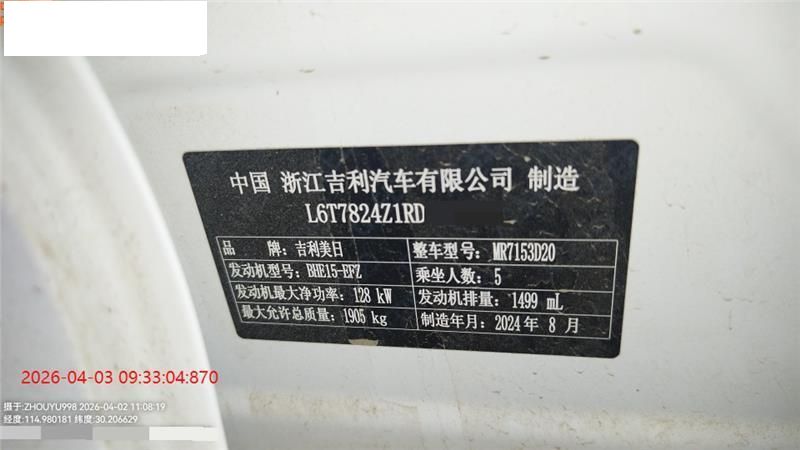 中国 浙江吉利汽车有限公司 制造
L6T7824Z1RD
品 牌: 吉利美日 整车型号: MR7153D20
发动机型号: BHE15-EFZ 乘坐人数: 5
发动机最大净功率: 128 kW 发动机排量: 1499 mL
最大允许总质量: 1905 kg 制造年月: 2024 年 8 月
2026-04-03 09:33:04:870
摄于:ZHOUYU998 2026-04-02 11:08:19
经度:114.980181 纬度:30.206629